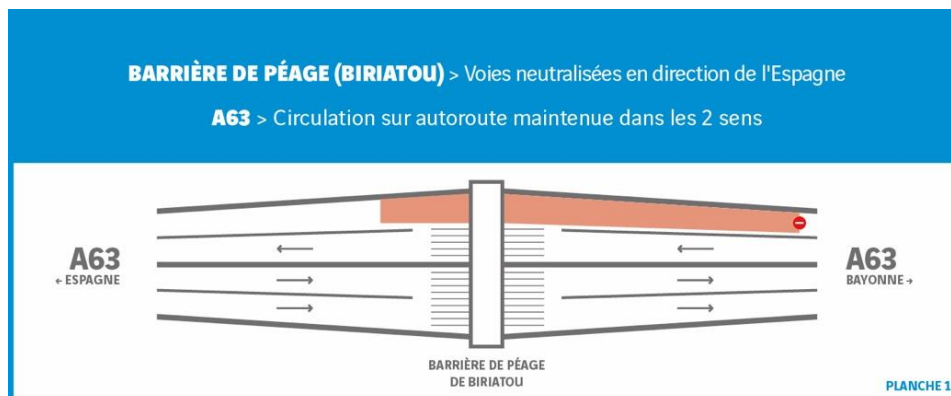 BARRIÈRE DE PÉAGE (BIRIATOU) > Voies neutralisées en direction de l'Espagne
A63 > Circulation sur autoroute maintenue dans les 2 sens
A63
← ESPAGNE
A63
BAYONNE →
BARRIÈRE DE PÉAGE
DE BIRIATOU
PLANCHE 1